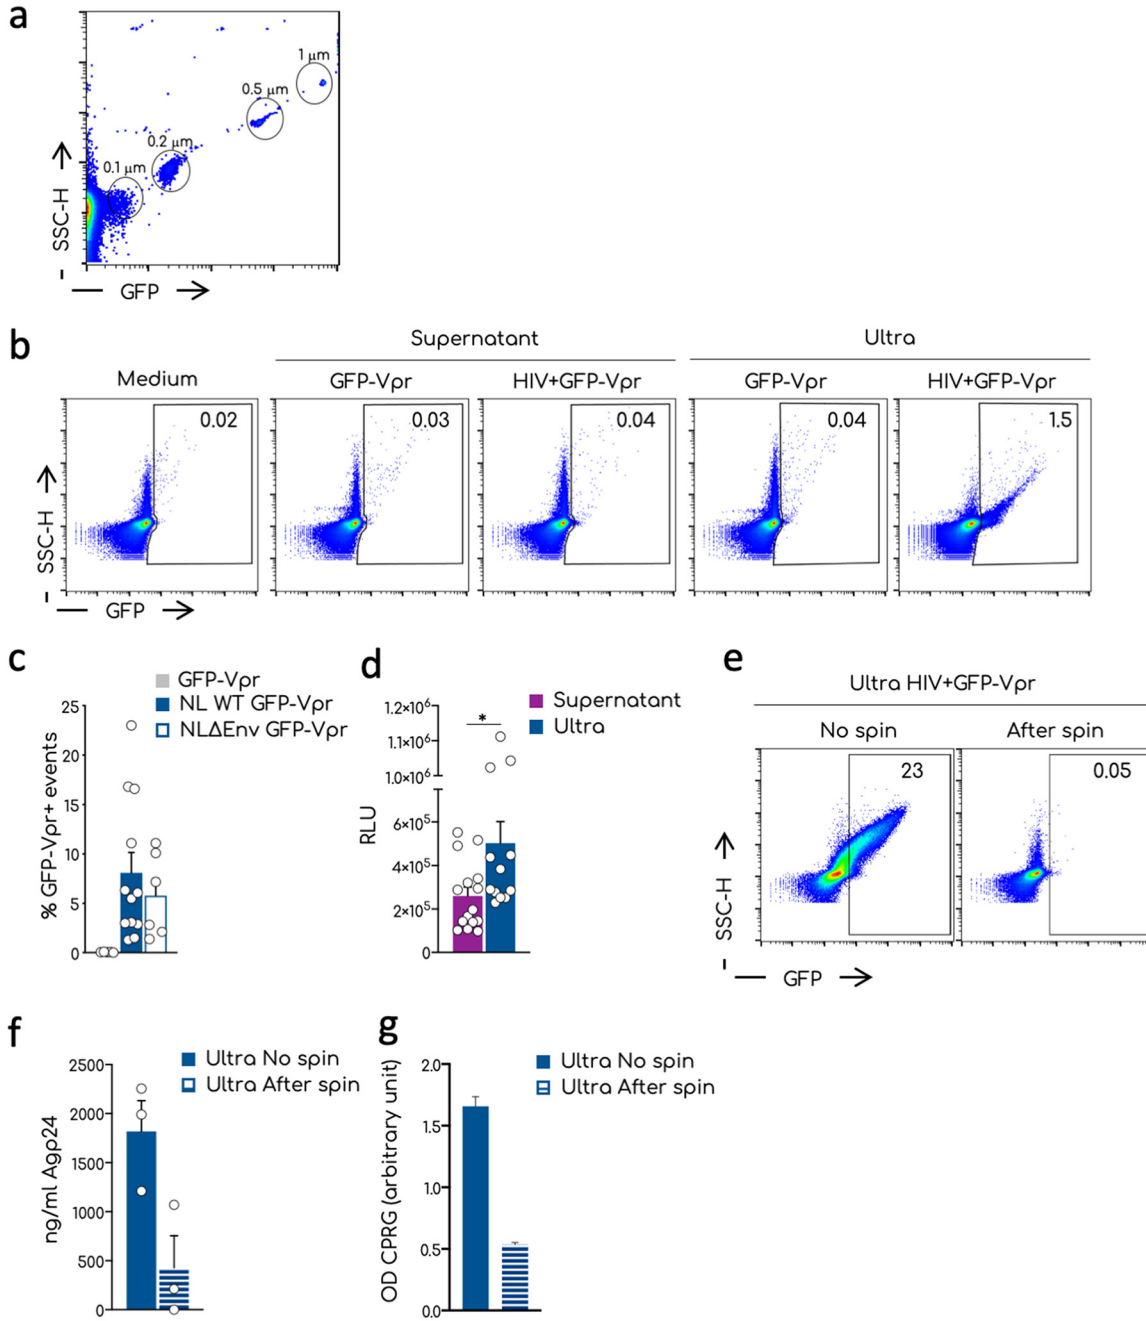 a
1 µm
0.5 µm
0.2 µm
0.1 µm
SSC-H
GFP
b
Supernatant
Ultra
Medium
GFP-Vpr
HIV+GFP-Vpr
GFP-Vpr
HIV+GFP-Vpr
0.02
0.03
0.04
0.04
1.5
SSC-H
GFP
c
GFP-Vpr
NL WT GFP-Vpr
NLΔEnv GFP-Vpr
25
20
15
10
5
0
% GFP-Vpr+ events
d
Supernatant
Ultra
*
1.2×10⁶
1.1×10⁶
1.0×10⁶
6×10⁵
4×10⁵
2×10⁵
0
RLU
e
Ultra HIV+GFP-Vpr
No spin
After spin
23
0.05
SSC-H
GFP
f
Ultra No spin
Ultra After spin
2500
2000
1500
1000
500
0
ng/ml Agp24
g
Ultra No spin
Ultra After spin
2.0
1.5
1.0
0.5
0.0
OD CPRG (arbitrary unit)